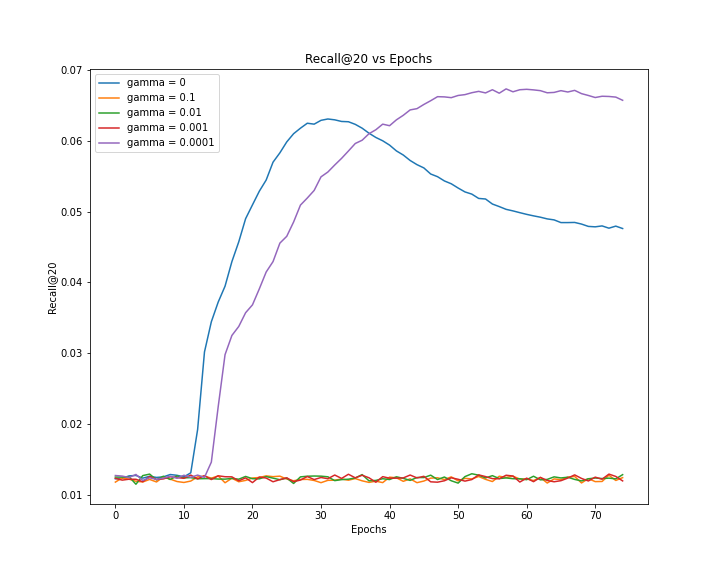 Recall@20 vs Epochs
gamma = 0
gamma = 0.1
gamma = 0.01
gamma = 0.001
gamma = 0.0001
0.07
0.06
0.05
0.04
0.03
0.02
0.01
Recall@20
0 10 20 30 40 50 60 70
Epochs